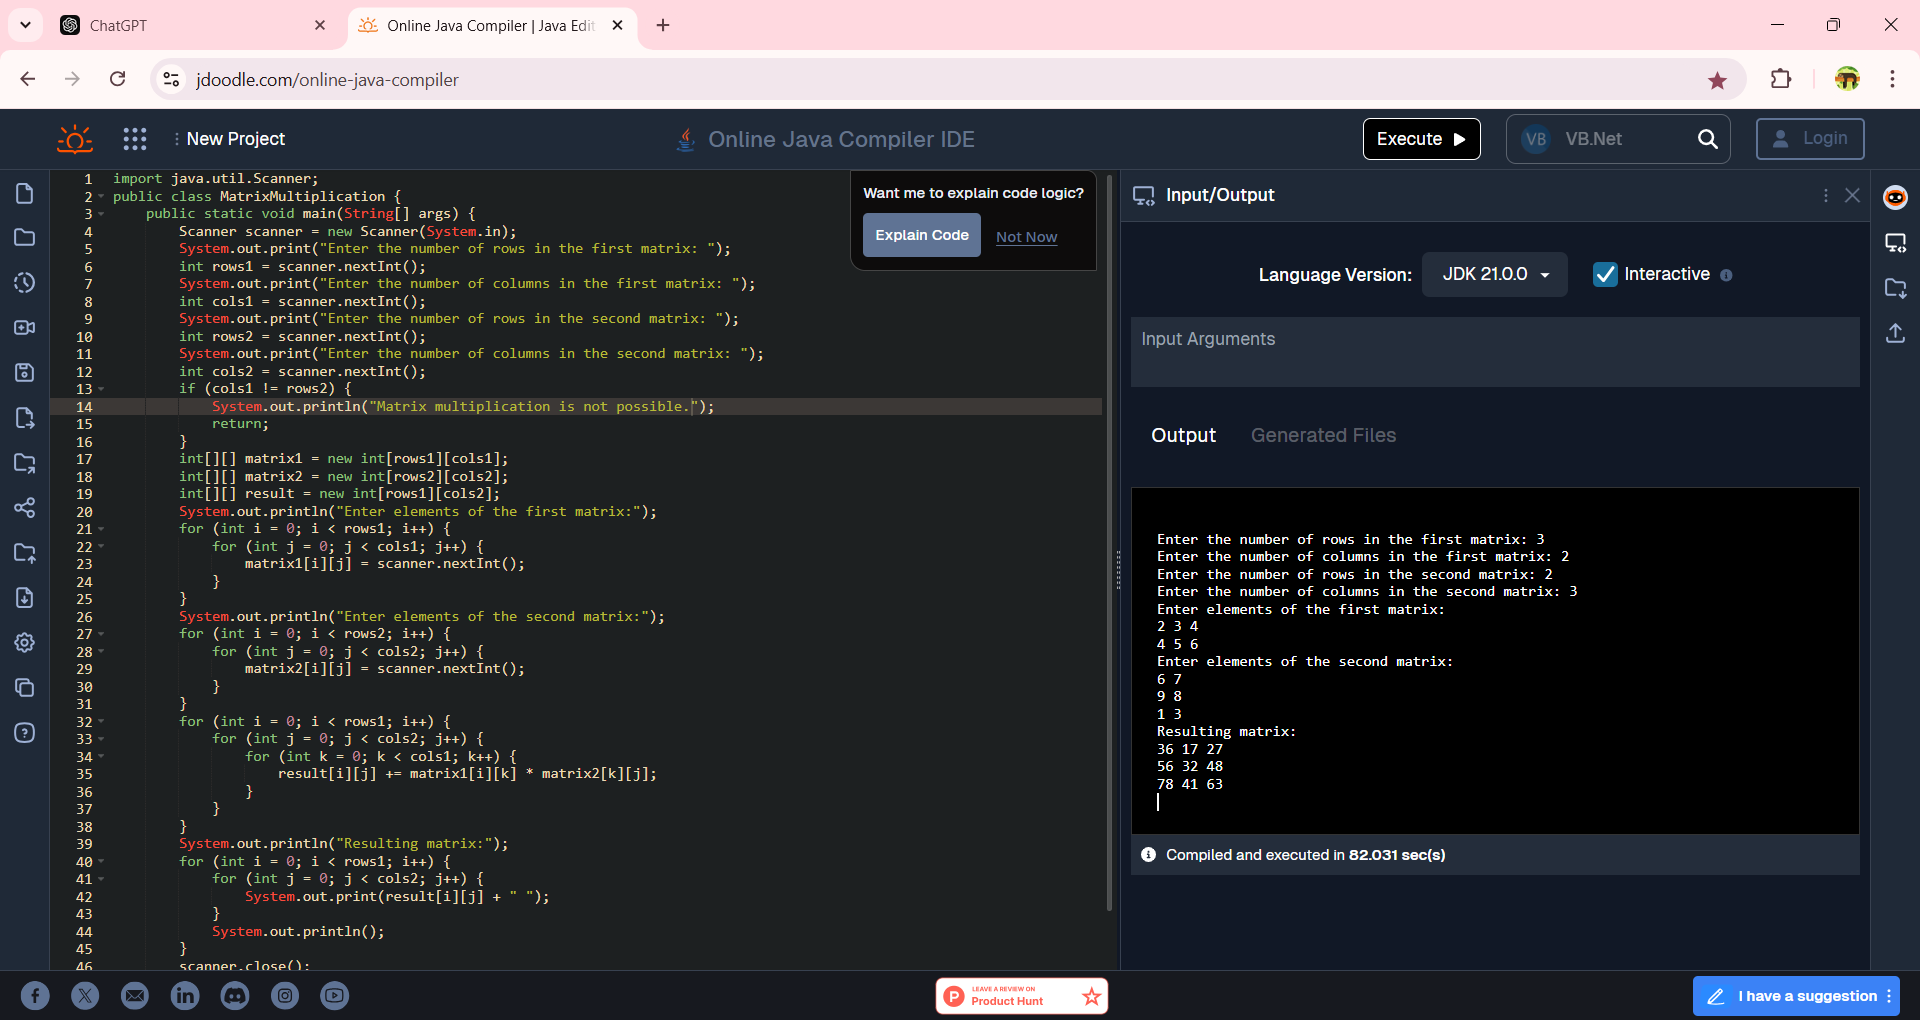 ChatGPT
Online Java Compiler | Java Edit
jdoodle.com/online-java-compiler
New Project
Online Java Compiler IDE
Execute
VB
VB.Net
Login
1 import java.util.Scanner;
2 public class MatrixMultiplication {
3     public static void main(String[] args) {
4         Scanner scanner = new Scanner(System.in);
5         System.out.print("Enter the number of rows in the first matrix: ");
6         int rows1 = scanner.nextInt();
7         System.out.print("Enter the number of columns in the first matrix: ");
8         int cols1 = scanner.nextInt();
9         System.out.print("Enter the number of rows in the second matrix: ");
10         int rows2 = scanner.nextInt();
11         System.out.print("Enter the number of columns in the second matrix: ");
12         int cols2 = scanner.nextInt();
13         if (cols1 != rows2) {
14             System.out.println("Matrix multiplication is not possible.");
15             return;
16         }
17         int[][] matrix1 = new int[rows1][cols1];
18         int[][] matrix2 = new int[rows2][cols2];
19         int[][] result = new int[rows1][cols2];
20         System.out.println("Enter elements of the first matrix:");
21         for (int i = 0; i < rows1; i++) {
22             for (int j = 0; j < cols1; j++) {
23                 matrix1[i][j] = scanner.nextInt();
24             }
25         }
26         System.out.println("Enter elements of the second matrix:");
27         for (int i = 0; i < rows2; i++) {
28             for (int j = 0; j < cols2; j++) {
29                 matrix2[i][j] = scanner.nextInt();
30             }
31         }
32         for (int i = 0; i < rows1; i++) {
33             for (int j = 0; j < cols2; j++) {
34                 for (int k = 0; k < cols1; k++) {
35                     result[i][j] += matrix1[i][k] * matrix2[k][j];
36                 }
37             }
38         }
39         System.out.println("Resulting matrix:");
40         for (int i = 0; i < rows1; i++) {
41             for (int j = 0; j < cols2; j++) {
42                 System.out.print(result[i][j] + " ");
43             }
44             System.out.println();
45         }
46         scanner.close();
Want me to explain code logic?
Explain Code
Not Now
Input/Output
Language Version:
JDK 21.0.0
Interactive
Input Arguments
Output
Generated Files
Enter the number of rows in the first matrix: 3
Enter the number of columns in the first matrix: 2
Enter the number of rows in the second matrix: 2
Enter the number of columns in the second matrix: 3
Enter elements of the first matrix:
2 3 4
4 5 6
Enter elements of the second matrix:
6 7
9 8
1 3
Resulting matrix:
36 17 27
56 32 48
78 41 63
Compiled and executed in 82.031 sec(s)
LEAVE A REVIEW ON
Product Hunt
I have a suggestion